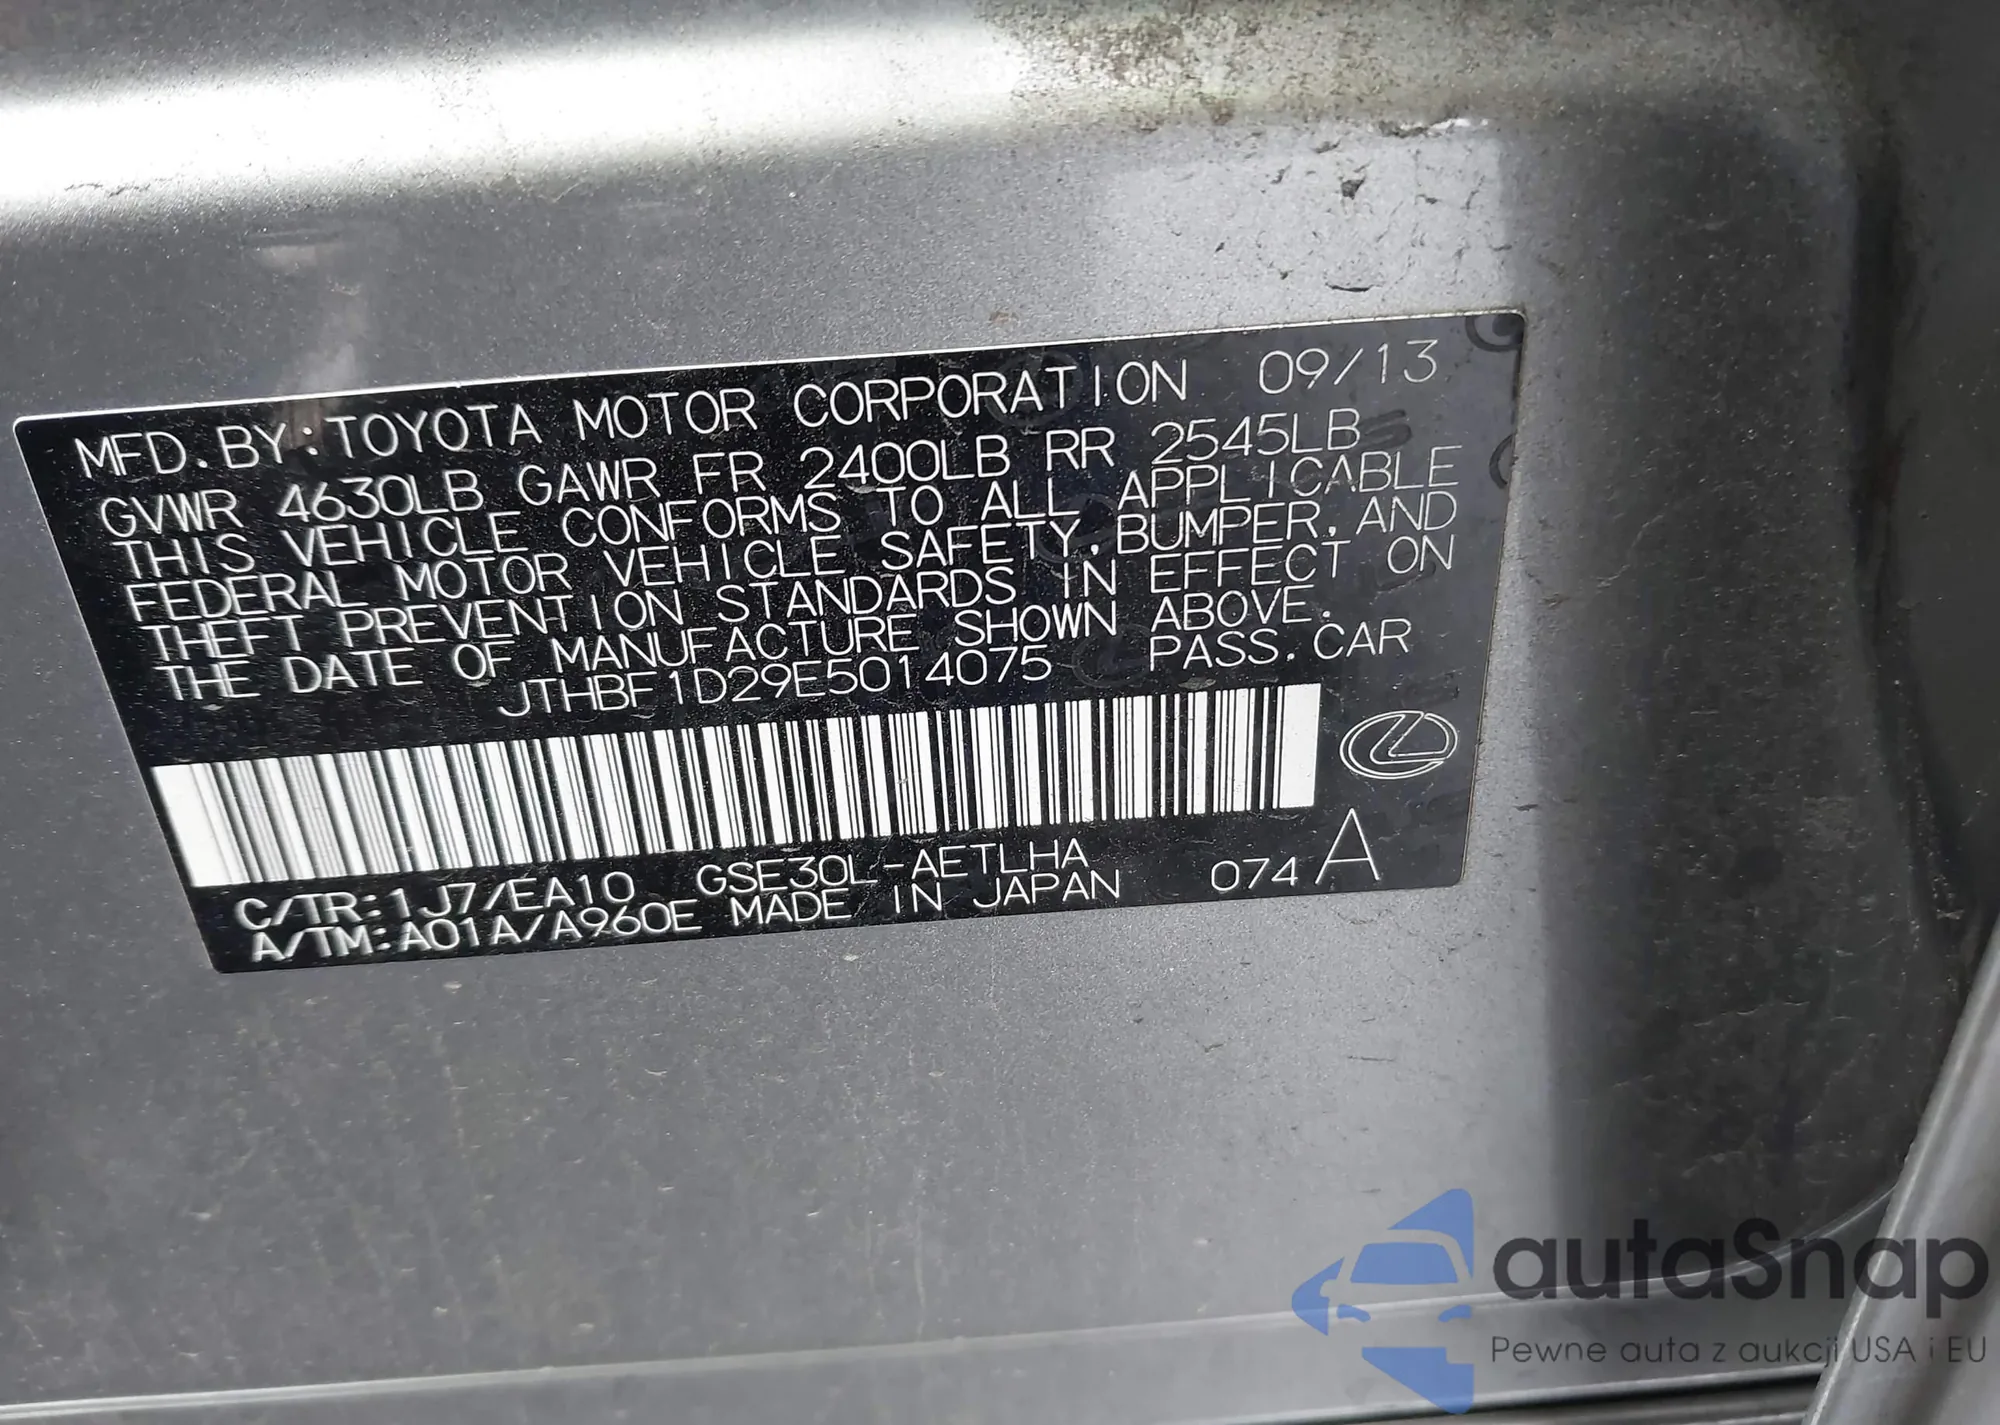 MFD.BY:TOYOTA MOTOR CORPORATION 09/13
GVWR 4630LB GAWR FR 2400LB RR 2545LB
THIS VEHICLE CONFORMS TO ALL APPLICABLE
FEDERAL MOTOR VEHICLE SAFETY,BUMPER,AND
THEFT PREVENTION STANDARDS IN EFFECT ON
THE DATE OF MANUFACTURE SHOWN ABOVE.
JTHBF1D29E5014075 PASS.CAR
C/TR:1J7/EA10 GSE30L-AETLHA
A/TM:A01A/A960E MADE IN JAPAN 074 A
autaSnap
Pewne auta z aukcji USA i EU